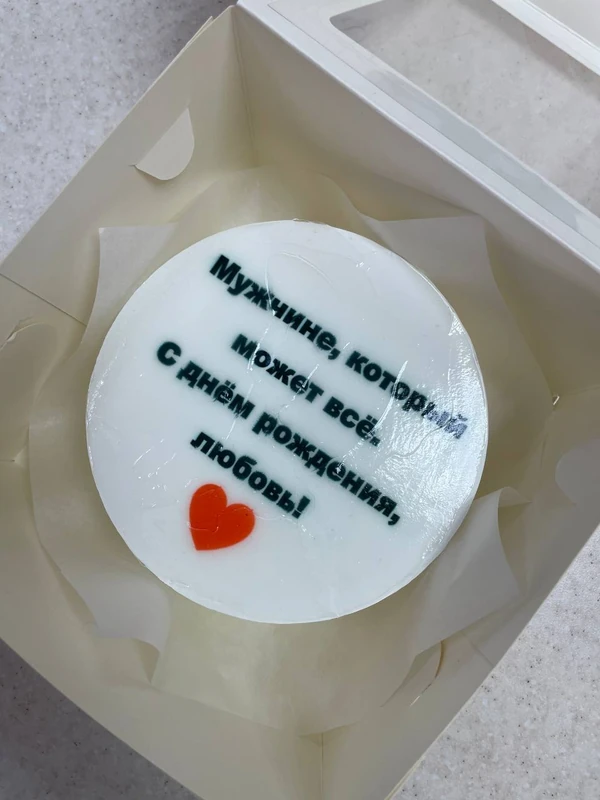 Мужчине, который
может всё.
С днём рождения,
любовь!